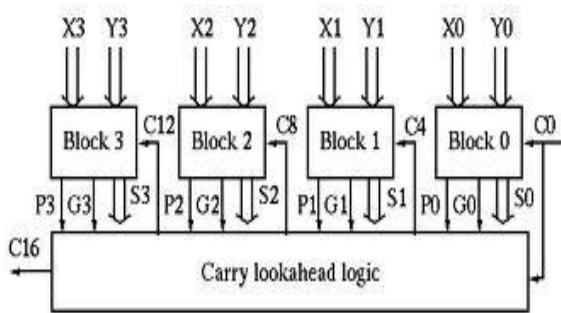 X3 Y3 X2 Y2 X1 Y1 X0 Y0
Block 3 C12 Block 2 C8 Block 1 C4 Block 0 C0
P3 G3 S3 P2 G2 S2 P1 G1 S1 P0 G0 S0
C16
Carry lookahead logic